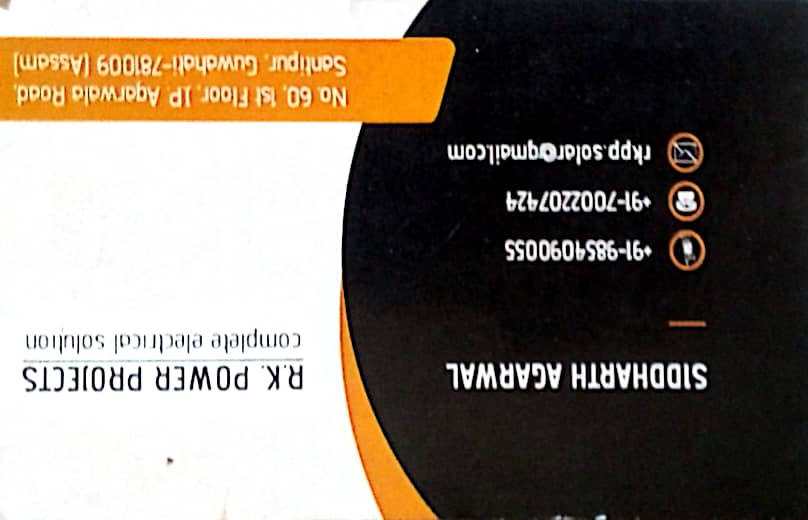 SIDDHARTH AGARWAL
+91-9854090055
+91-7002207424
rkpp.solar@gmail.com
R.K. POWER PROJECTS
complete electrical solution
No. 60, 1st Floor, J.P. Agarwala Road,
Santipur, Guwahati-781009 (Assam)